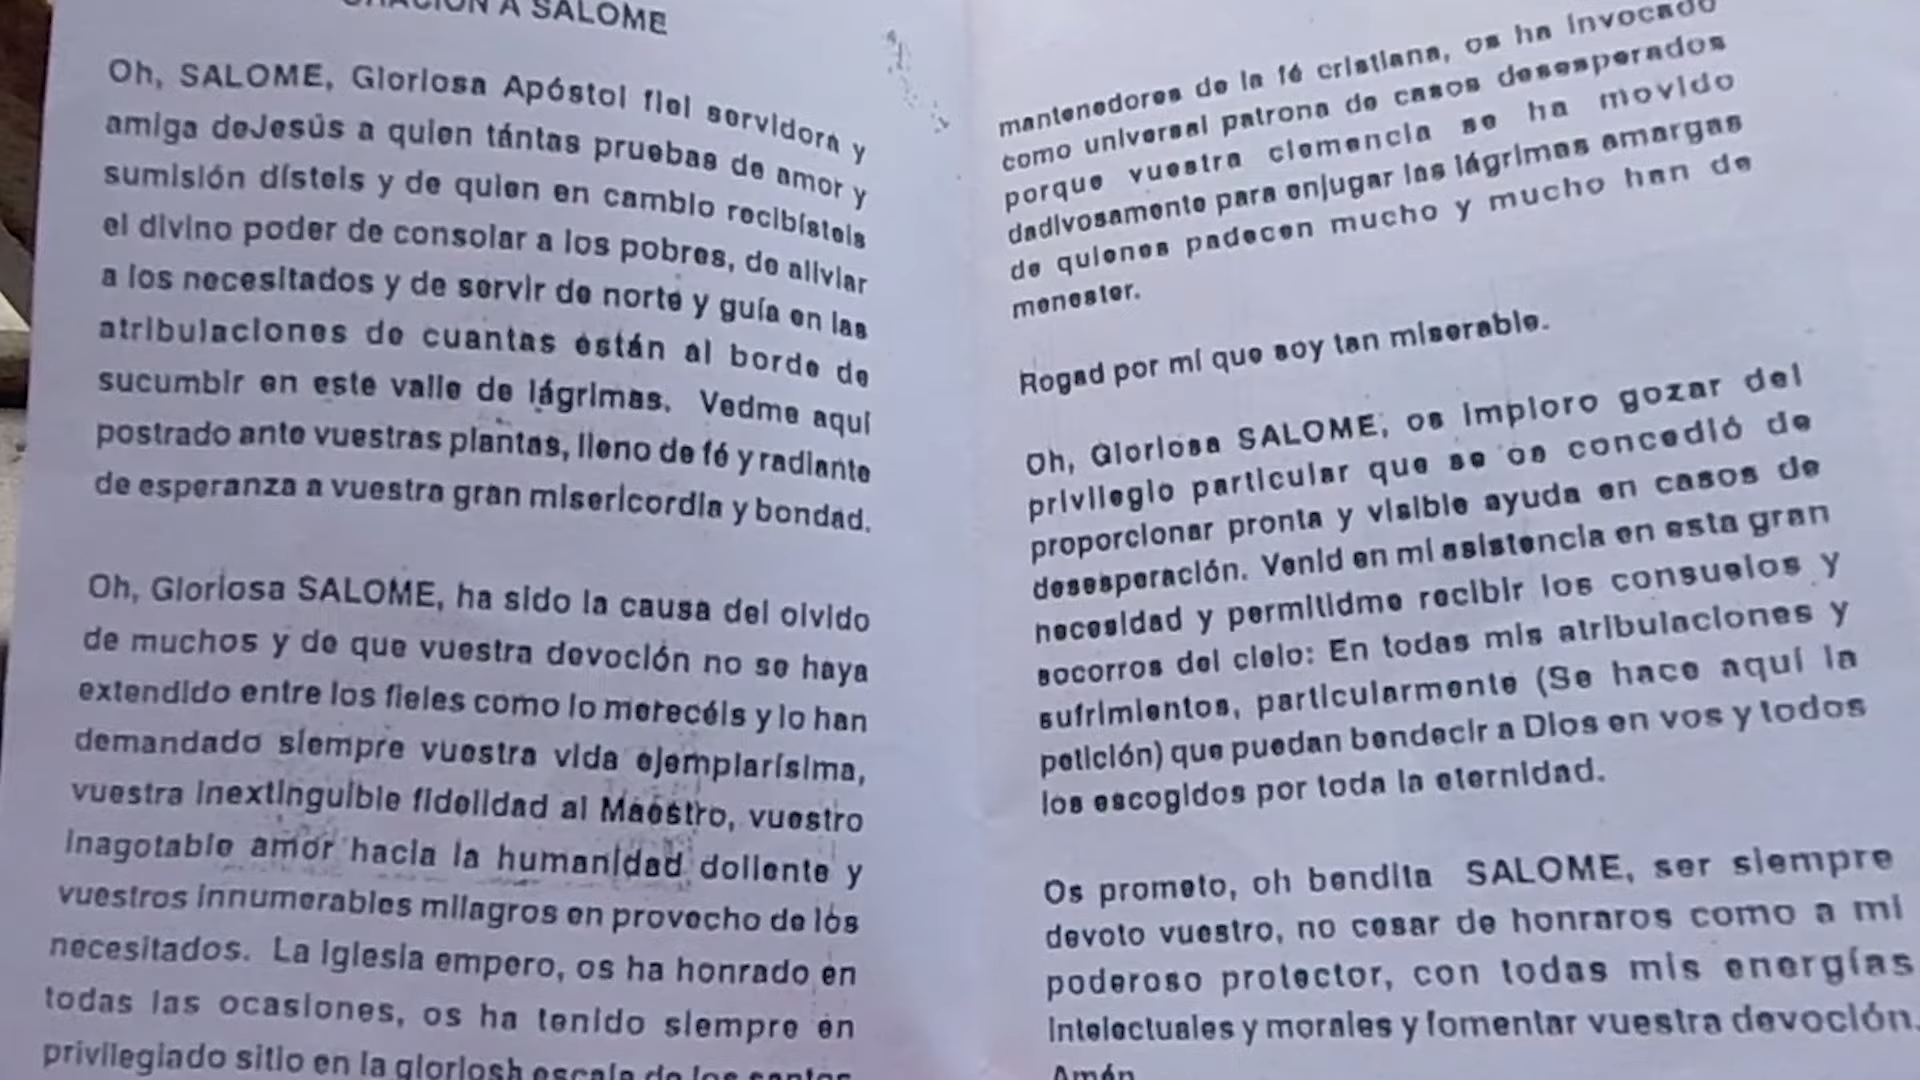 ORACIÓN A SALOME
Oh, SALOME, Gloriosa Apóstol fiel servidora y
amiga deJesús a quien tántas pruebas de amor y
sumisión dísteis y de quien en cambio recibísteis
el divino poder de consolar a los pobres, de aliviar
a los necesitados y de servir de norte y guía en las
atribulaciones de cuantas están al borde de
sucumbir en este valle de lágrimas. Vedme aquí
postrado ante vuestras plantas, lleno de fé y radiante
de esperanza a vuestra gran misericordia y bondad.
Oh, Gloriosa SALOME, ha sido la causa del olvido
de muchos y de que vuestra devoción no se haya
extendido entre los fieles como lo merecéis y lo han
demandado siempre vuestra vida ejemplarísima,
vuestra inextinguible fidelidad al Maestro, vuestro
inagotable amor hacia la humanidad doliente y
vuestros innumerables milagros en provecho de los
necesitados. La Iglesia empero, os ha honrado en
todas las ocasiones, os ha tenido siempre en
privilegiado sitio en la gloriosa escala de los santos
mantenedores de la fé cristiana, os ha invocado
como universal patrona de casos desesperados
porque vuestra clemencia se ha movido
dadivosamente para enjugar las lágrimas amargas
de quienes padecen mucho y mucho han de
menester.
Rogad por mí que soy tan miserable.
Oh, Gloriosa SALOME, os imploro gozar del
privilegio particular que se os concedió de
proporcionar pronta y visible ayuda en casos de
desesperación. Venid en mi asistencia en esta gran
necesidad y permitidme recibir los consuelos y
socorros del cielo: En todas mis atribulaciones y
sufrimientos, particularmente (Se hace aquí la
petición) que puedan bendecir a Dios en vos y todos
los escogidos por toda la eternidad.
Os prometo, oh bendita SALOME, ser siempre
devoto vuestro, no cesar de honraros como a mi
poderoso protector, con todas mis energías
intelectuales y morales y fomentar vuestra devoción.
Amén